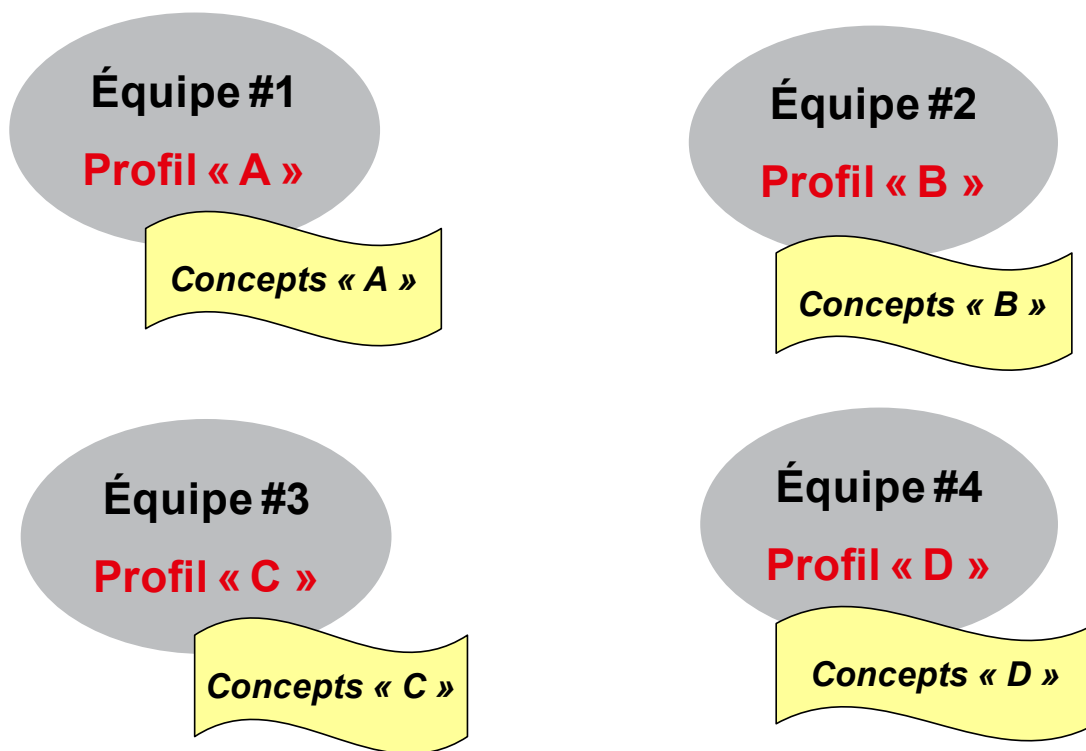 Équipe #1
Profil « A »
Concepts « A »
Équipe #2
Profil « B »
Concepts « B »
Équipe #3
Profil « C »
Concepts « C »
Équipe #4
Profil « D »
Concepts « D »